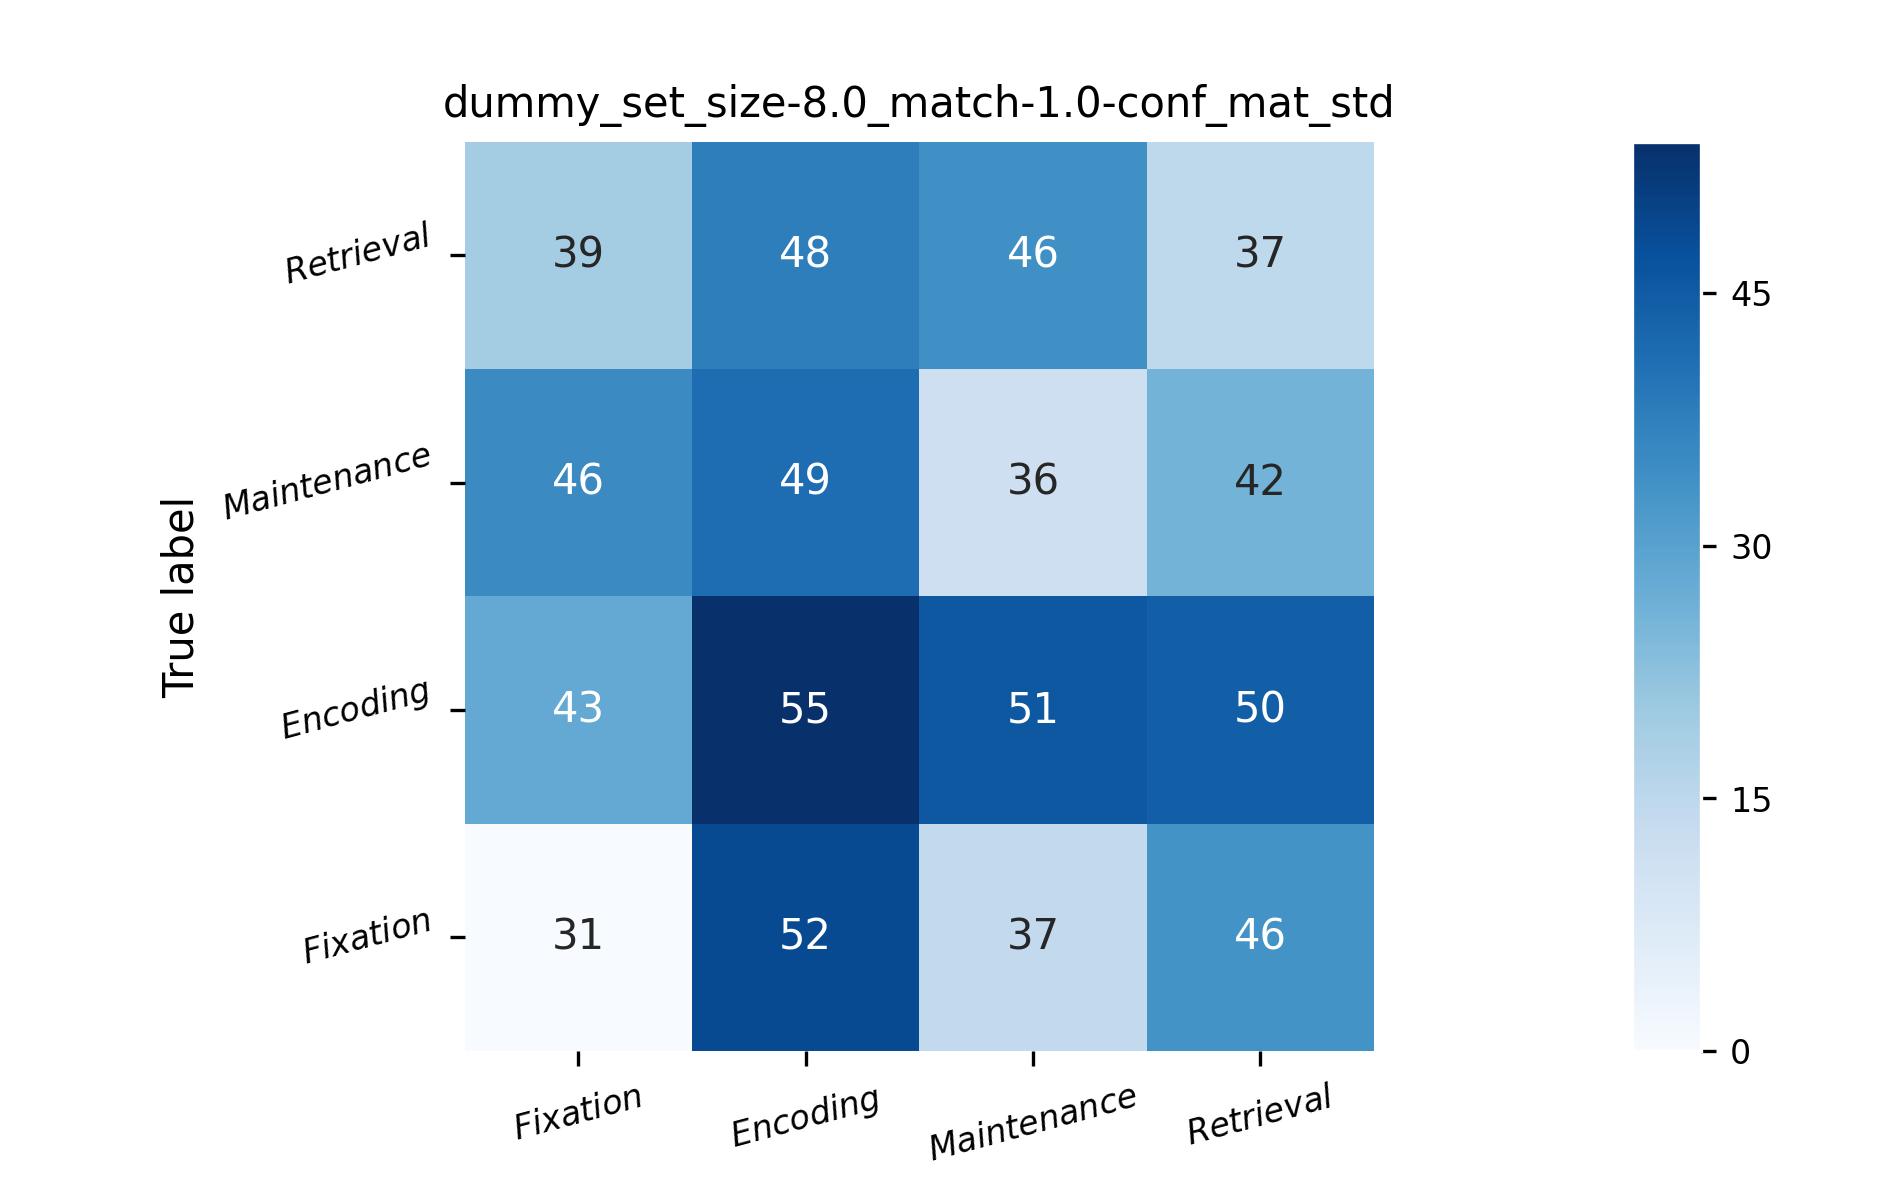 dummy_set_size-8.0_match-1.0-conf_mat_std
True label
Retrieval 39 48 46 37
Maintenance 46 49 36 42
Encoding 43 55 51 50
Fixation 31 52 37 46
Fixation Encoding Maintenance Retrieval
45
30
15
0